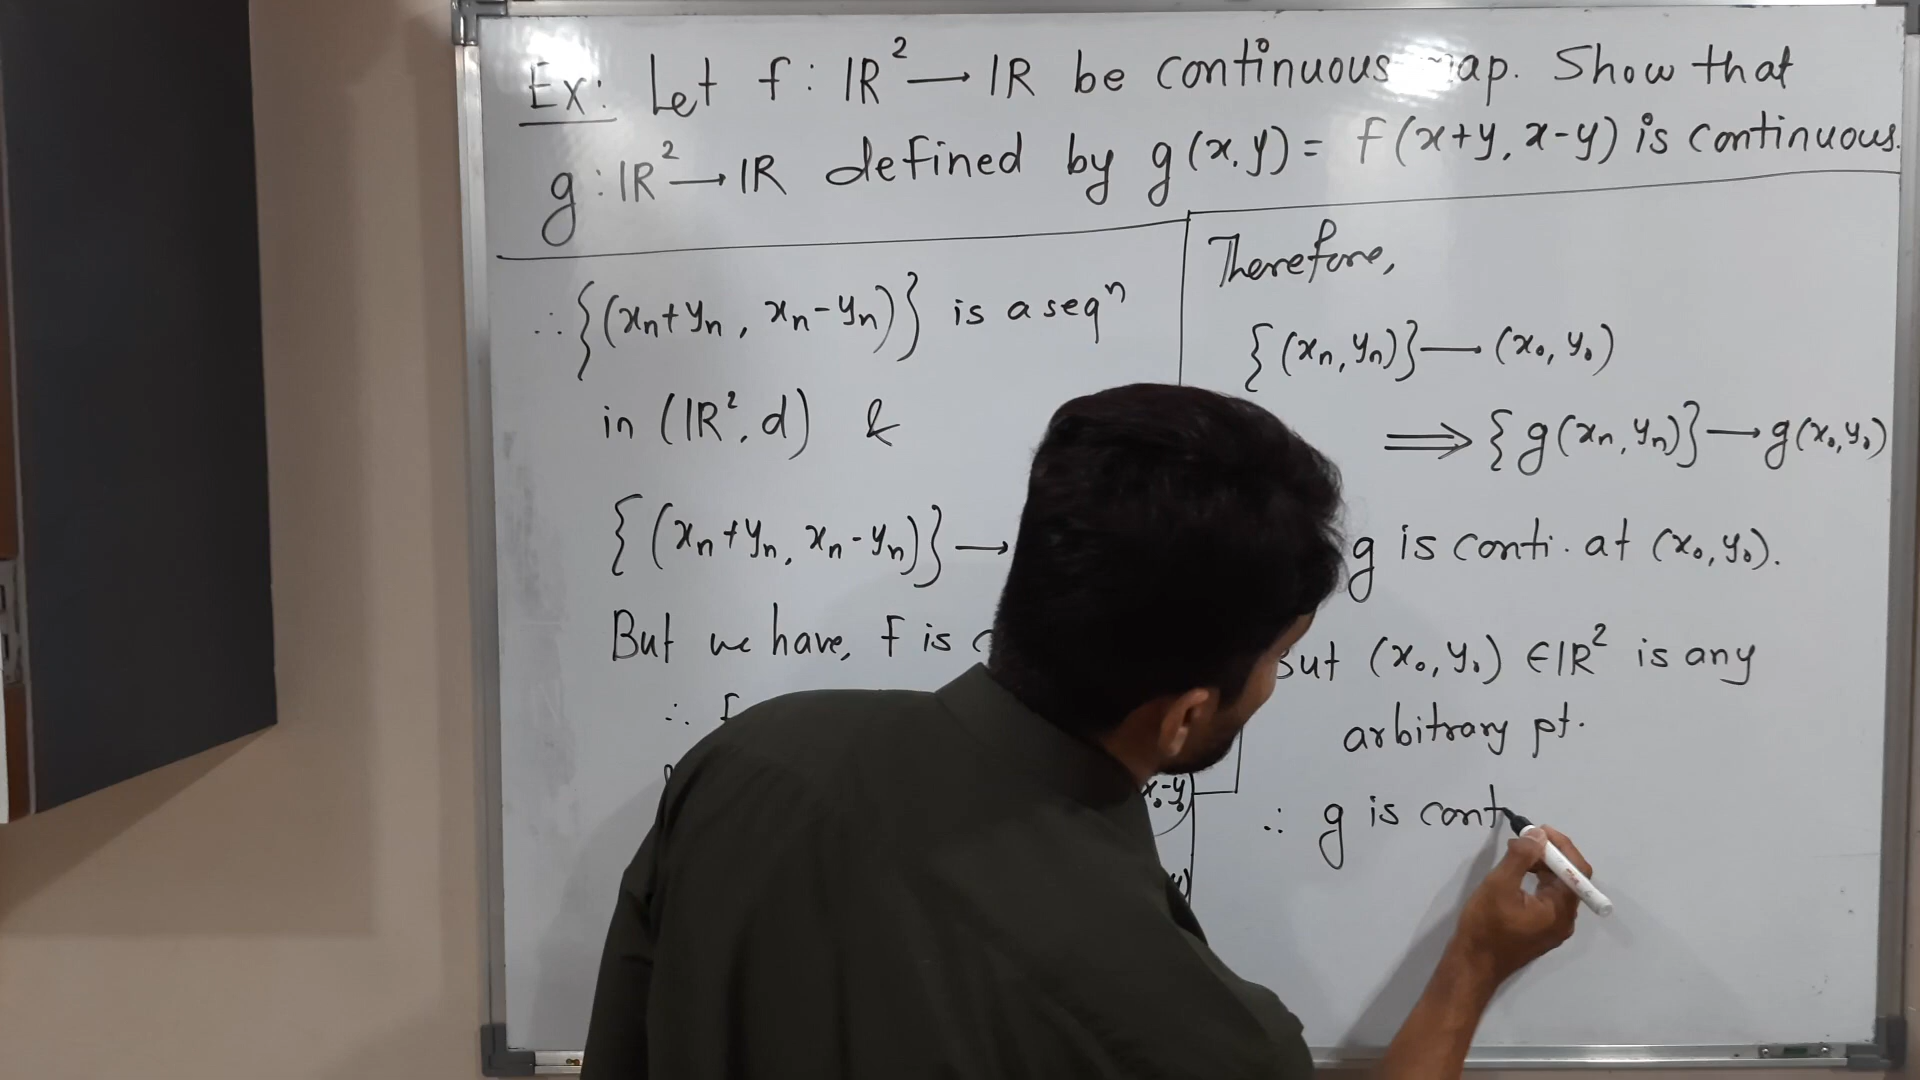 Ex: Let f : IR² → IR be continuous map. Show that
g : IR² → IR defined by g(x,y) = f(x+y, x-y) is continuous.
∴ {(xₙ+yₙ, xₙ-yₙ)} is a seqⁿ
in (IR², d) &
{(xₙ+yₙ, xₙ-yₙ)} →
But we have, f is
∴ f
x₀-y₀
y)
Therefore,
{(xₙ,yₙ)} → (x₀, y₀)
⟹ {g(xₙ,yₙ)} → g(x₀,y₀)
g is conti. at (x₀,y₀).
But (x₀,y₀) ∈ IR² is any
arbitrary pt.
∴ g is cont